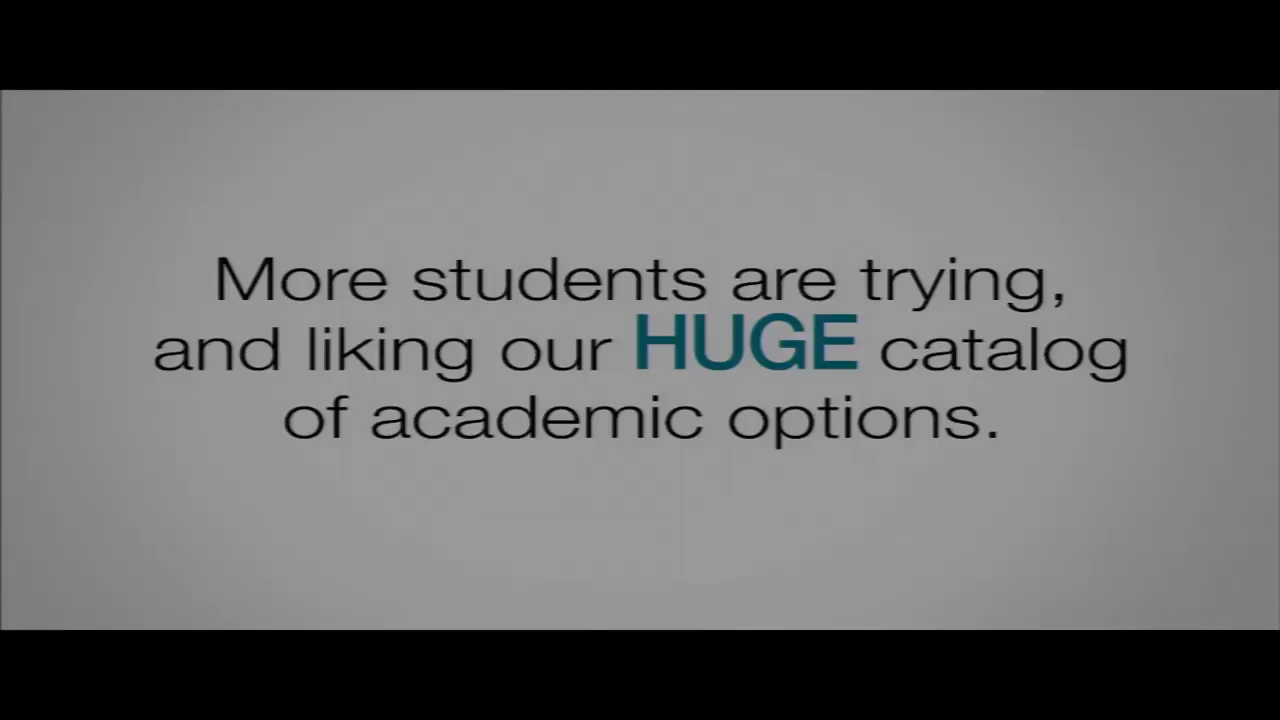 More students are trying,
and liking our HUGE catalog
of academic options.